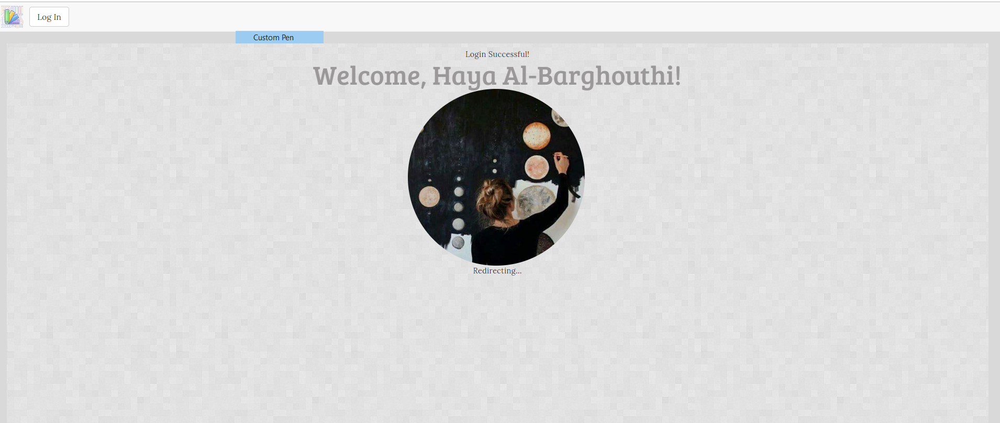 Log In
Custom Pen
Login Successful!
Welcome, Haya Al-Barghouthi!
Redirecting...